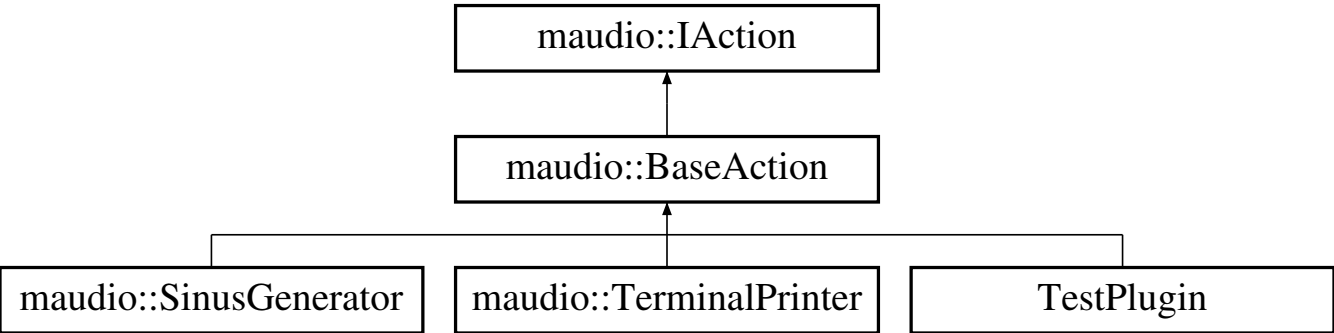 maudio::IAction
maudio::BaseAction
maudio::SinusGenerator
maudio::TerminalPrinter
TestPlugin